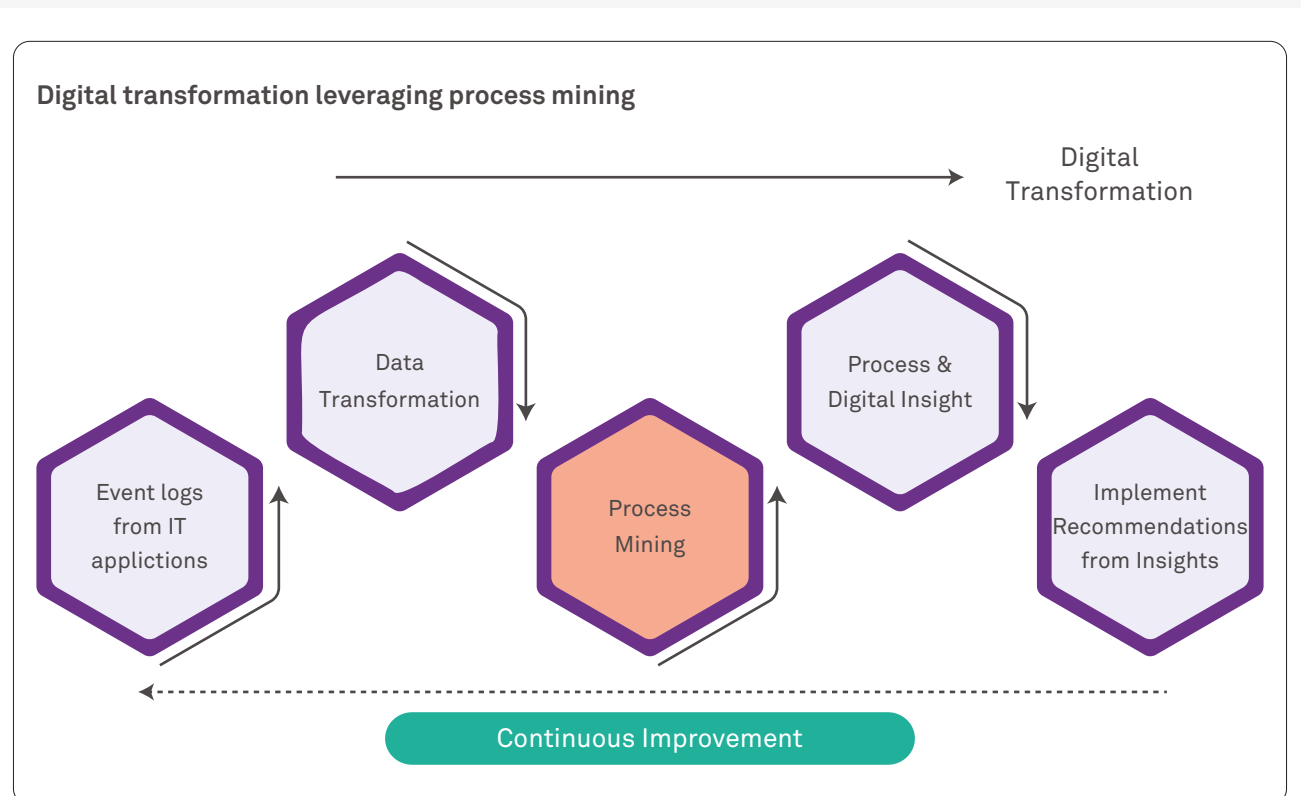 Digital transformation leveraging process mining
Digital
Transformation
Data
Transformation
Process &
Digital Insight
Event logs
from IT
applictions
Process
Mining
Implement
Recommendations
from Insights
Continuous Improvement